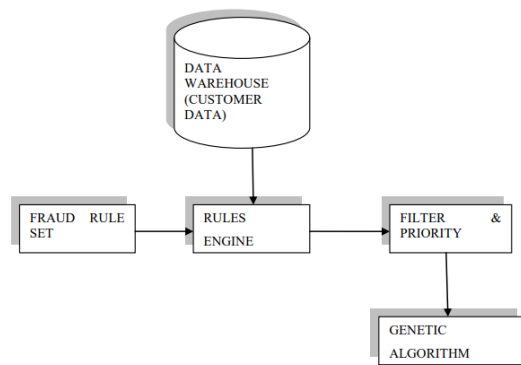 DATA
WAREHOUSE
(CUSTOMER
DATA)
FRAUD RULE
SET
RULES
ENGINE
FILTER &
PRIORITY
GENETIC
ALGORITHM